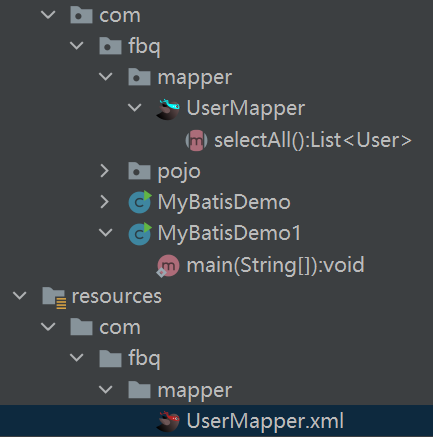 com
fbq
mapper
UserMapper
selectAll():List<User>
pojo
MyBatisDemo
MyBatisDemo1
main(String[]):void
resources
com
fbq
mapper
UserMapper.xml